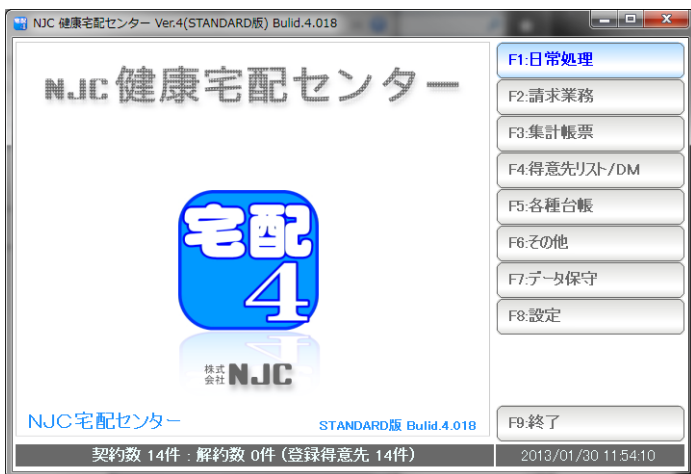 NJC 健康宅配センター Ver.4(STANDARD版) Bulid.4.018
NJC健康宅配センター
宅配
4
株式会社NJC
NJC宅配センター
STANDARD版 Bulid.4.018
F1:日常処理
F2:請求業務
F3:集計帳票
F4:得意先リスト/DM
F5:各種台帳
F6:その他
F7:データ保守
F8:設定
F9:終了
契約数 14件 : 解約数 0件 (登録得意先 14件)
2013/01/30 11:54:10